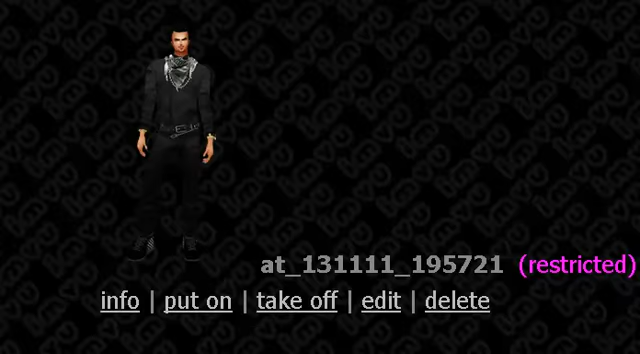 at_131111_195721 (restricted)
info | put on | take off | edit | delete